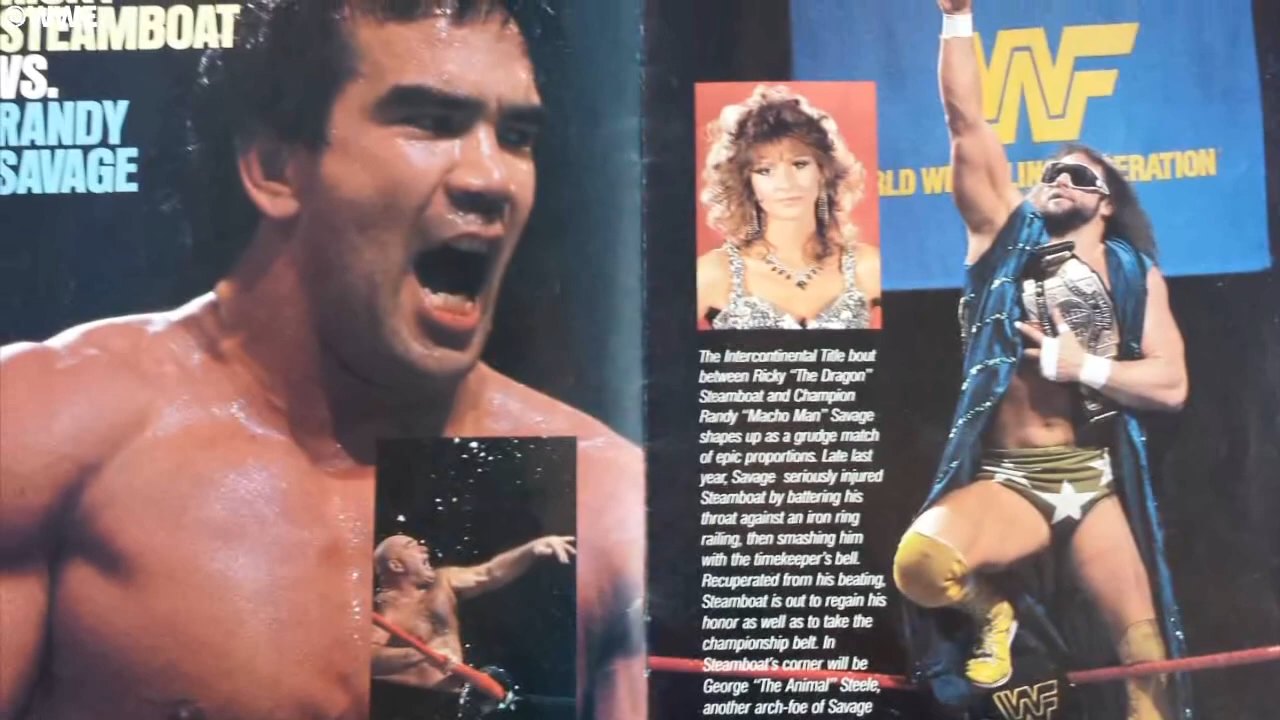 © WWE
RICKY
STEAMBOAT
VS.
RANDY
SAVAGE
WF
WORLD WRESTLING FEDERATION
The Intercontinental Title bout
between Ricky "The Dragon"
Steamboat and Champion
Randy "Macho Man" Savage
shapes up as a grudge match
of epic proportions. Late last
year, Savage seriously injured
Steamboat by battering his
throat against an iron ring
railing, then smashing him
with the timekeeper's bell.
Recuperated from his beating,
Steamboat is out to regain his
honor as well as to take the
championship belt. In
Steamboat's corner will be
George "The Animal" Steele,
another arch-foe of Savage
WF